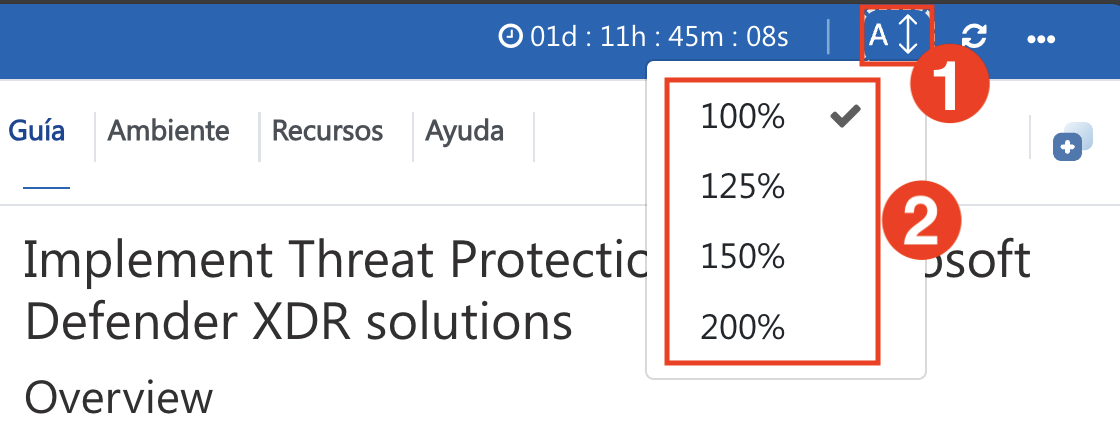 01d : 11h : 45m : 08s
A
1
Guía
Ambiente
Recursos
Ayuda
100%
125%
150%
200%
2
Implement Threat Protectio osoft
Defender XDR solutions
Overview